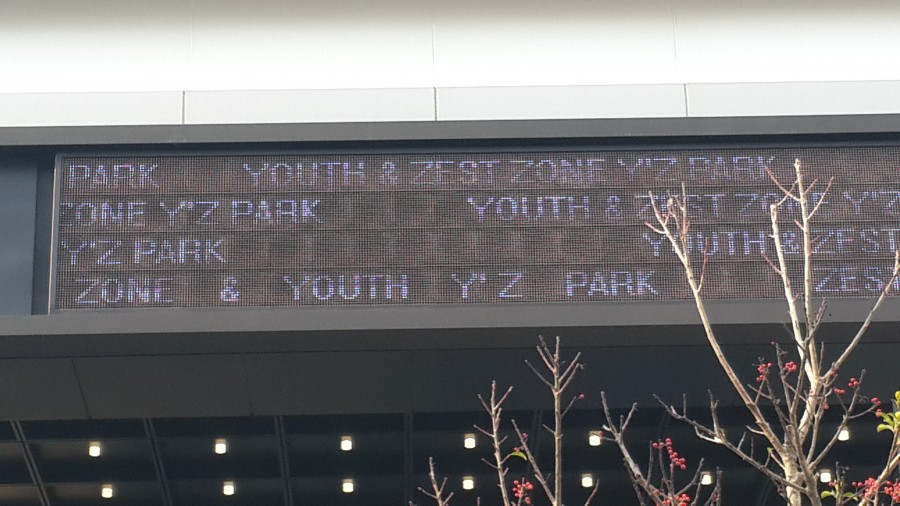 PARK YOUTH & ZEST ZONE Y'Z PARK
ZONE Y'Z PARK YOUTH & ZEST ZONE Y'Z
Y'Z PARK YOUTH & ZEST
ZONE & YOUTH Y'Z PARK ZEST